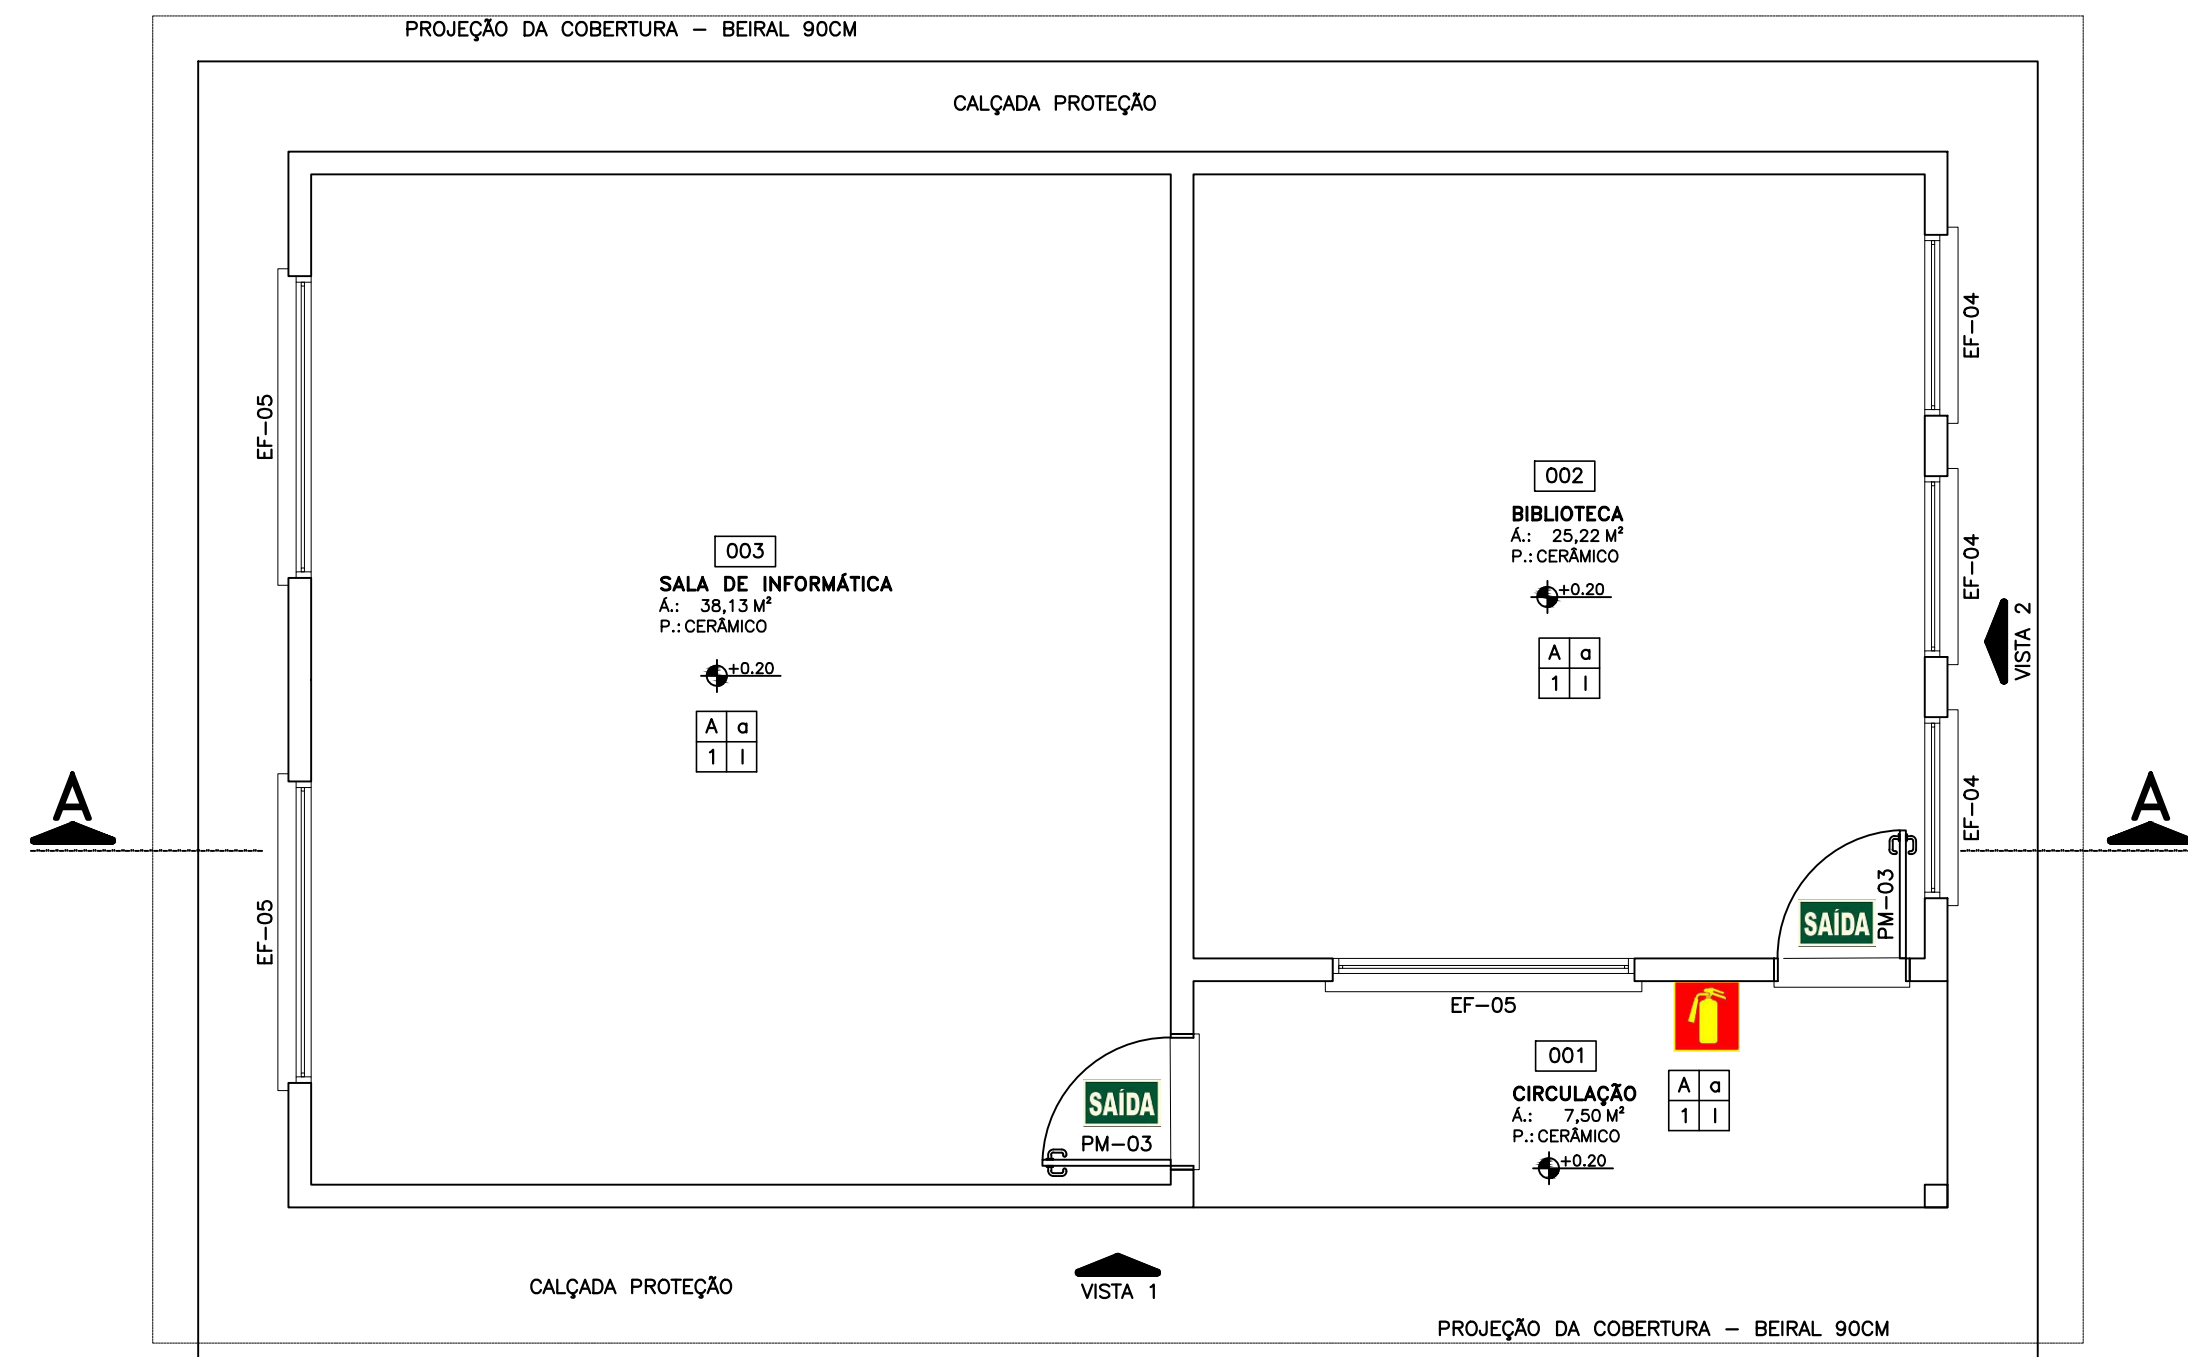 PROJEÇÃO DA COBERTURA - BEIRAL 90CM
CALÇADA PROTEÇÃO
EF-04
EF-05
002
BIBLIOTECA
Á.: 25,22 M²
P.: CERÂMICO
+0.20
A a
1 I
EF-04
VISTA 2
003
SALA DE INFORMÁTICA
Á.: 38,13 M²
P.: CERÂMICO
+0.20
A a
1 I
A
A
EF-04
EF-05
PM-03
SAÍDA
EF-05
001
CIRCULAÇÃO
Á.: 7,50 M²
P.: CERÂMICO
+0.20
A a
1 I
SAÍDA
PM-03
CALÇADA PROTEÇÃO
VISTA 1
PROJEÇÃO DA COBERTURA - BEIRAL 90CM